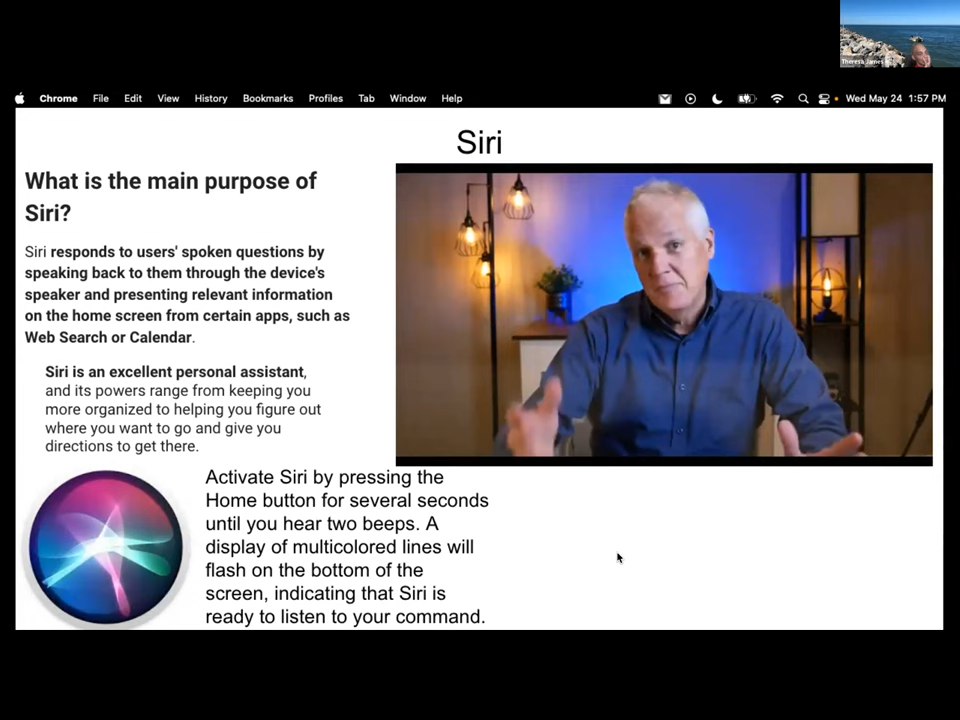 Theresa James
Chrome File Edit View History Bookmarks Profiles Tab Window Help Wed May 24 1:57 PM
Siri
What is the main purpose of
Siri?
Siri responds to users' spoken questions by
speaking back to them through the device's
speaker and presenting relevant information
on the home screen from certain apps, such as
Web Search or Calendar.
Siri is an excellent personal assistant,
and its powers range from keeping you
more organized to helping you figure out
where you want to go and give you
directions to get there.
Activate Siri by pressing the
Home button for several seconds
until you hear two beeps. A
display of multicolored lines will
flash on the bottom of the
screen, indicating that Siri is
ready to listen to your command.